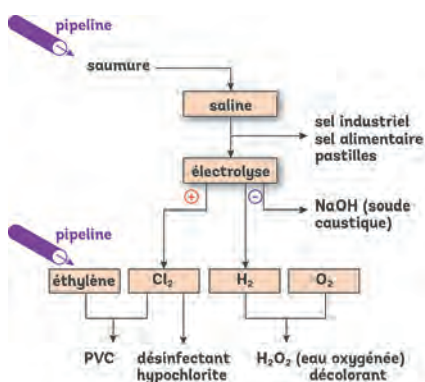 pipeline
saumure
saline
sel industriel
sel alimentaire
pastilles
électrolyse
+
-
NaOH (soude
caustique)
pipeline
éthylène
Cl₂
H₂
O₂
PVC
désinfectant
hypochlorite
H₂O₂ (eau oxygénée)
décolorant